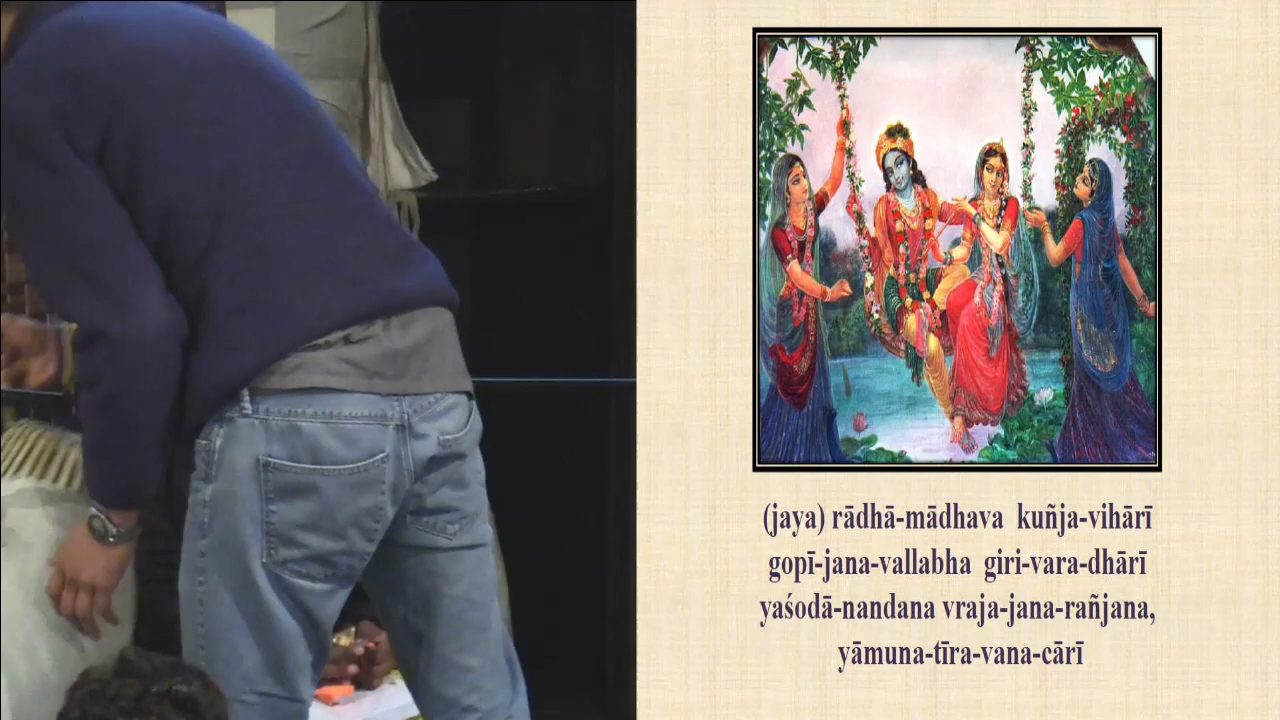 (jaya) rādhā-mādhava kuñja-vihārī
gopī-jana-vallabha giri-vara-dhārī
yaśodā-nandana vraja-jana-rañjana,
yāmuna-tīra-vana-cārī